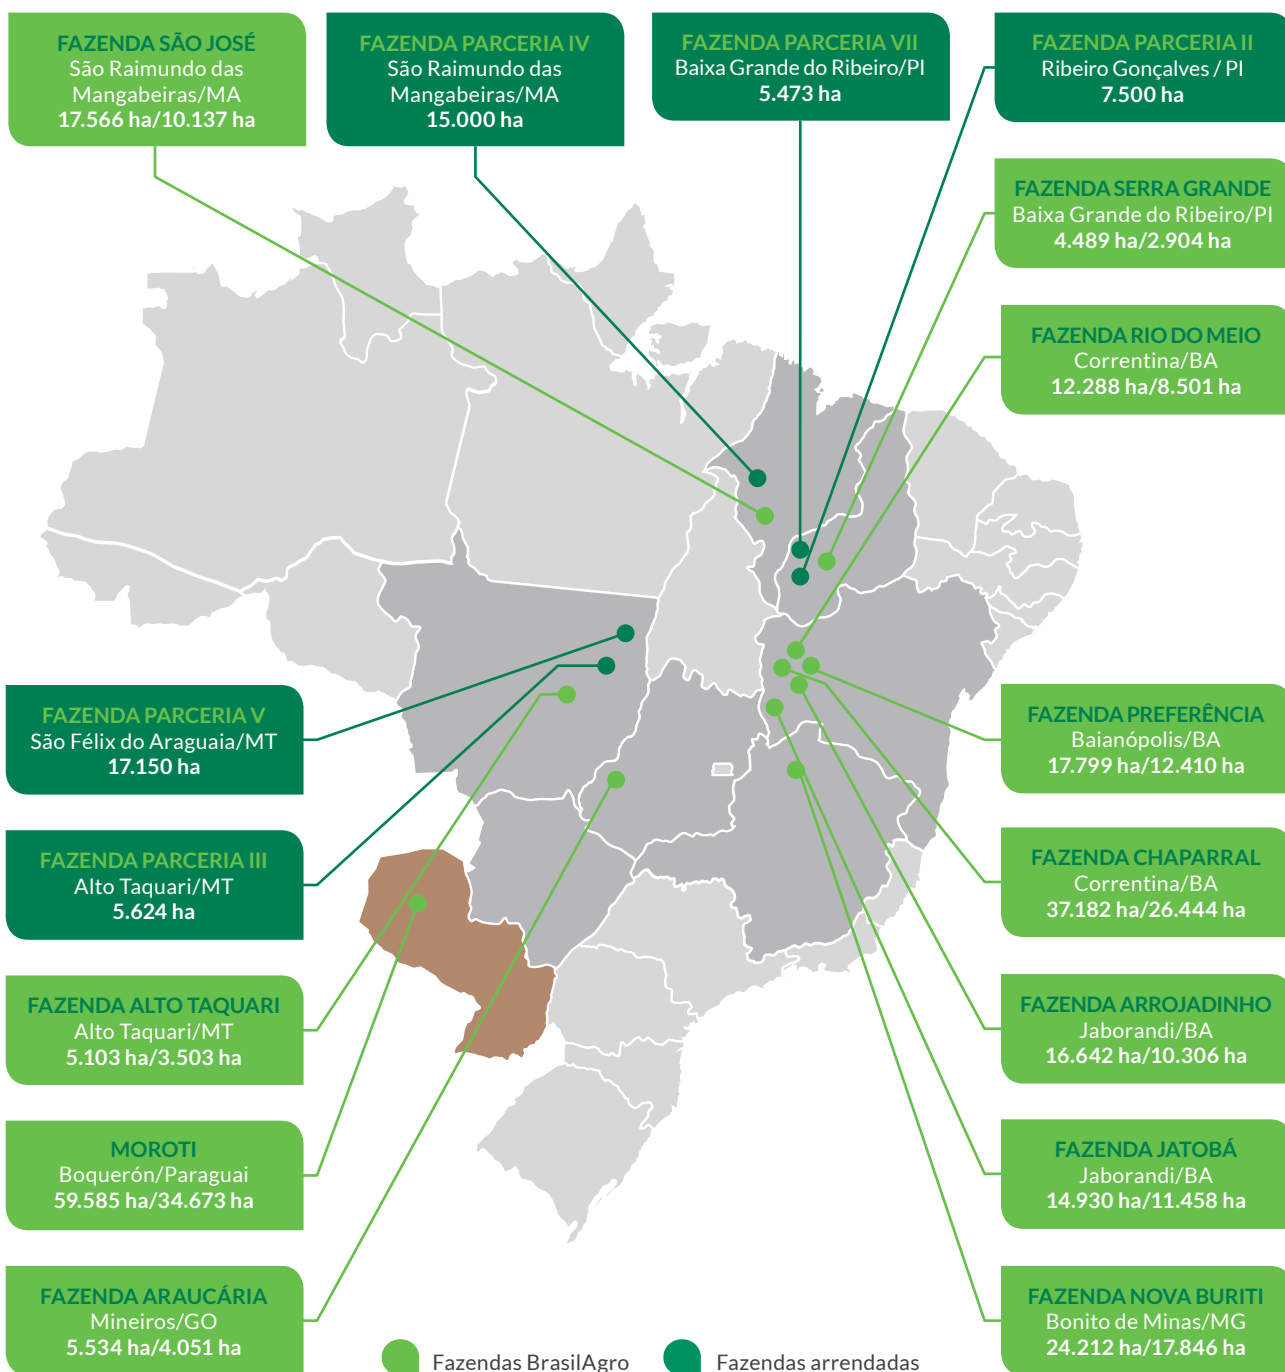 FAZENDA SÃO JOSÉ
São Raimundo das
Mangabeiras/MA
17.566 ha/10.137 ha
FAZENDA PARCERIA IV
São Raimundo das
Mangabeiras/MA
15.000 ha
FAZENDA PARCERIA VII
Baixa Grande do Ribeiro/PI
5.473 ha
FAZENDA PARCERIA II
Ribeiro Gonçalves / PI
7.500 ha
FAZENDA SERRA GRANDE
Baixa Grande do Ribeiro/PI
4.489 ha/2.904 ha
FAZENDA RIO DO MEIO
Correntina/BA
12.288 ha/8.501 ha
FAZENDA PARCERIA V
São Félix do Araguaia/MT
17.150 ha
FAZENDA PREFERÊNCIA
Baianópolis/BA
17.799 ha/12.410 ha
FAZENDA PARCERIA III
Alto Taquari/MT
5.624 ha
FAZENDA CHAPARRAL
Correntina/BA
37.182 ha/26.444 ha
FAZENDA ALTO TAQUARI
Alto Taquari/MT
5.103 ha/3.503 ha
FAZENDA ARROJADINHO
Jaborandi/BA
16.642 ha/10.306 ha
MOROTI
Boquerón/Paraguai
59.585 ha/34.673 ha
FAZENDA JATOBÁ
Jaborandi/BA
14.930 ha/11.458 ha
FAZENDA ARAUCÁRIA
Mineiros/GO
5.534 ha/4.051 ha
FAZENDA NOVA BURITI
Bonito de Minas/MG
24.212 ha/17.846 ha
Fazendas BrasilAgro
Fazendas arrendadas